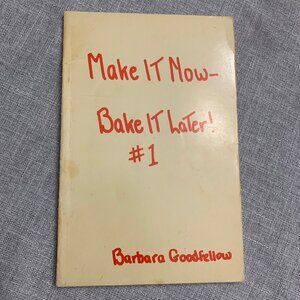 Make IT Now-
Bake IT Later!
#1
Barbara Goodfellow